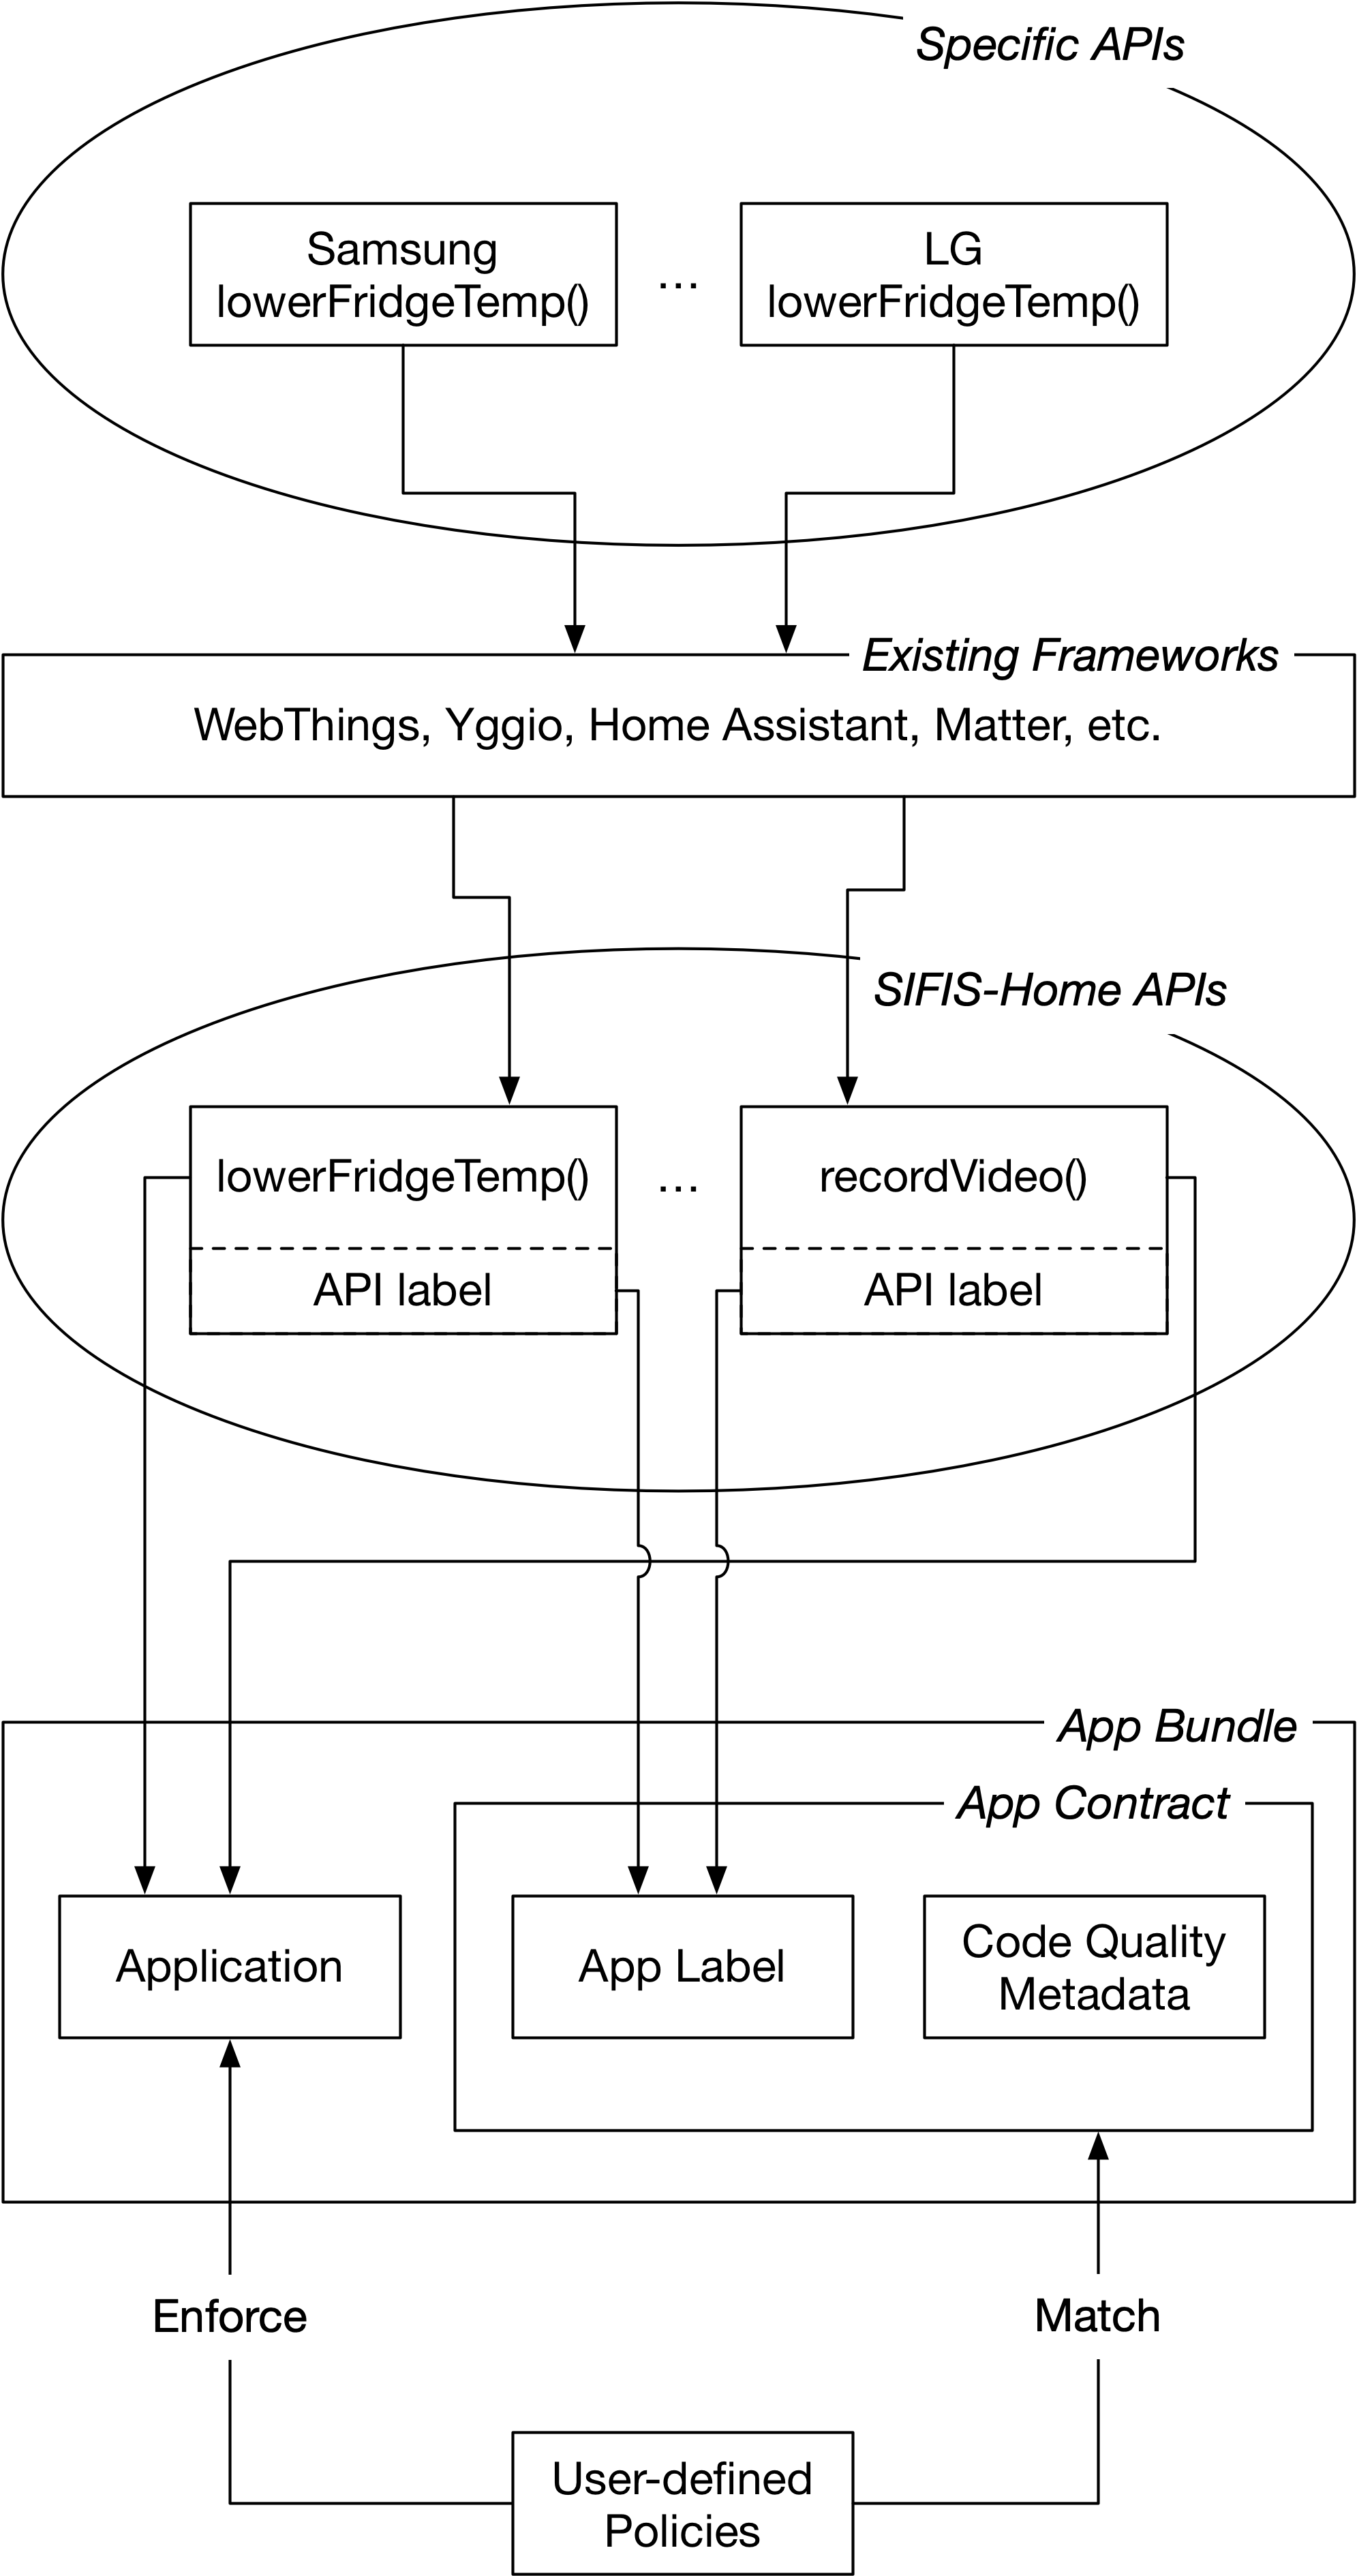 Specific APIs
Samsung
lowerFridgeTemp()
...
LG
lowerFridgeTemp()
Existing Frameworks
WebThings, Yggio, Home Assistant, Matter, etc.
SIFIS-Home APIs
lowerFridgeTemp()
API label
...
recordVideo()
API label
App Bundle
App Contract
Application
App Label
Code Quality
Metadata
Enforce
Match
User-defined
Policies